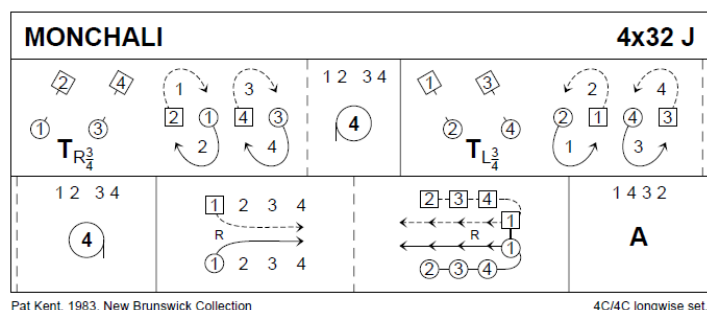 MONCHALI 4x32 J
2 4 1 3 1 2 3 4 1 3 2 4
2 1 4 3 4 2 1 4 3
1 3 2 4 2 4 1 3
T R 3/4 T L 3/4
1 2 3 4 1 2 3 4 2 3 4 1 4 3 2
4 R R 1 A
1 2 3 4 1
2 3 4
Pat Kent, 1983, New Brunswick Collection 4C/4C longwise set.